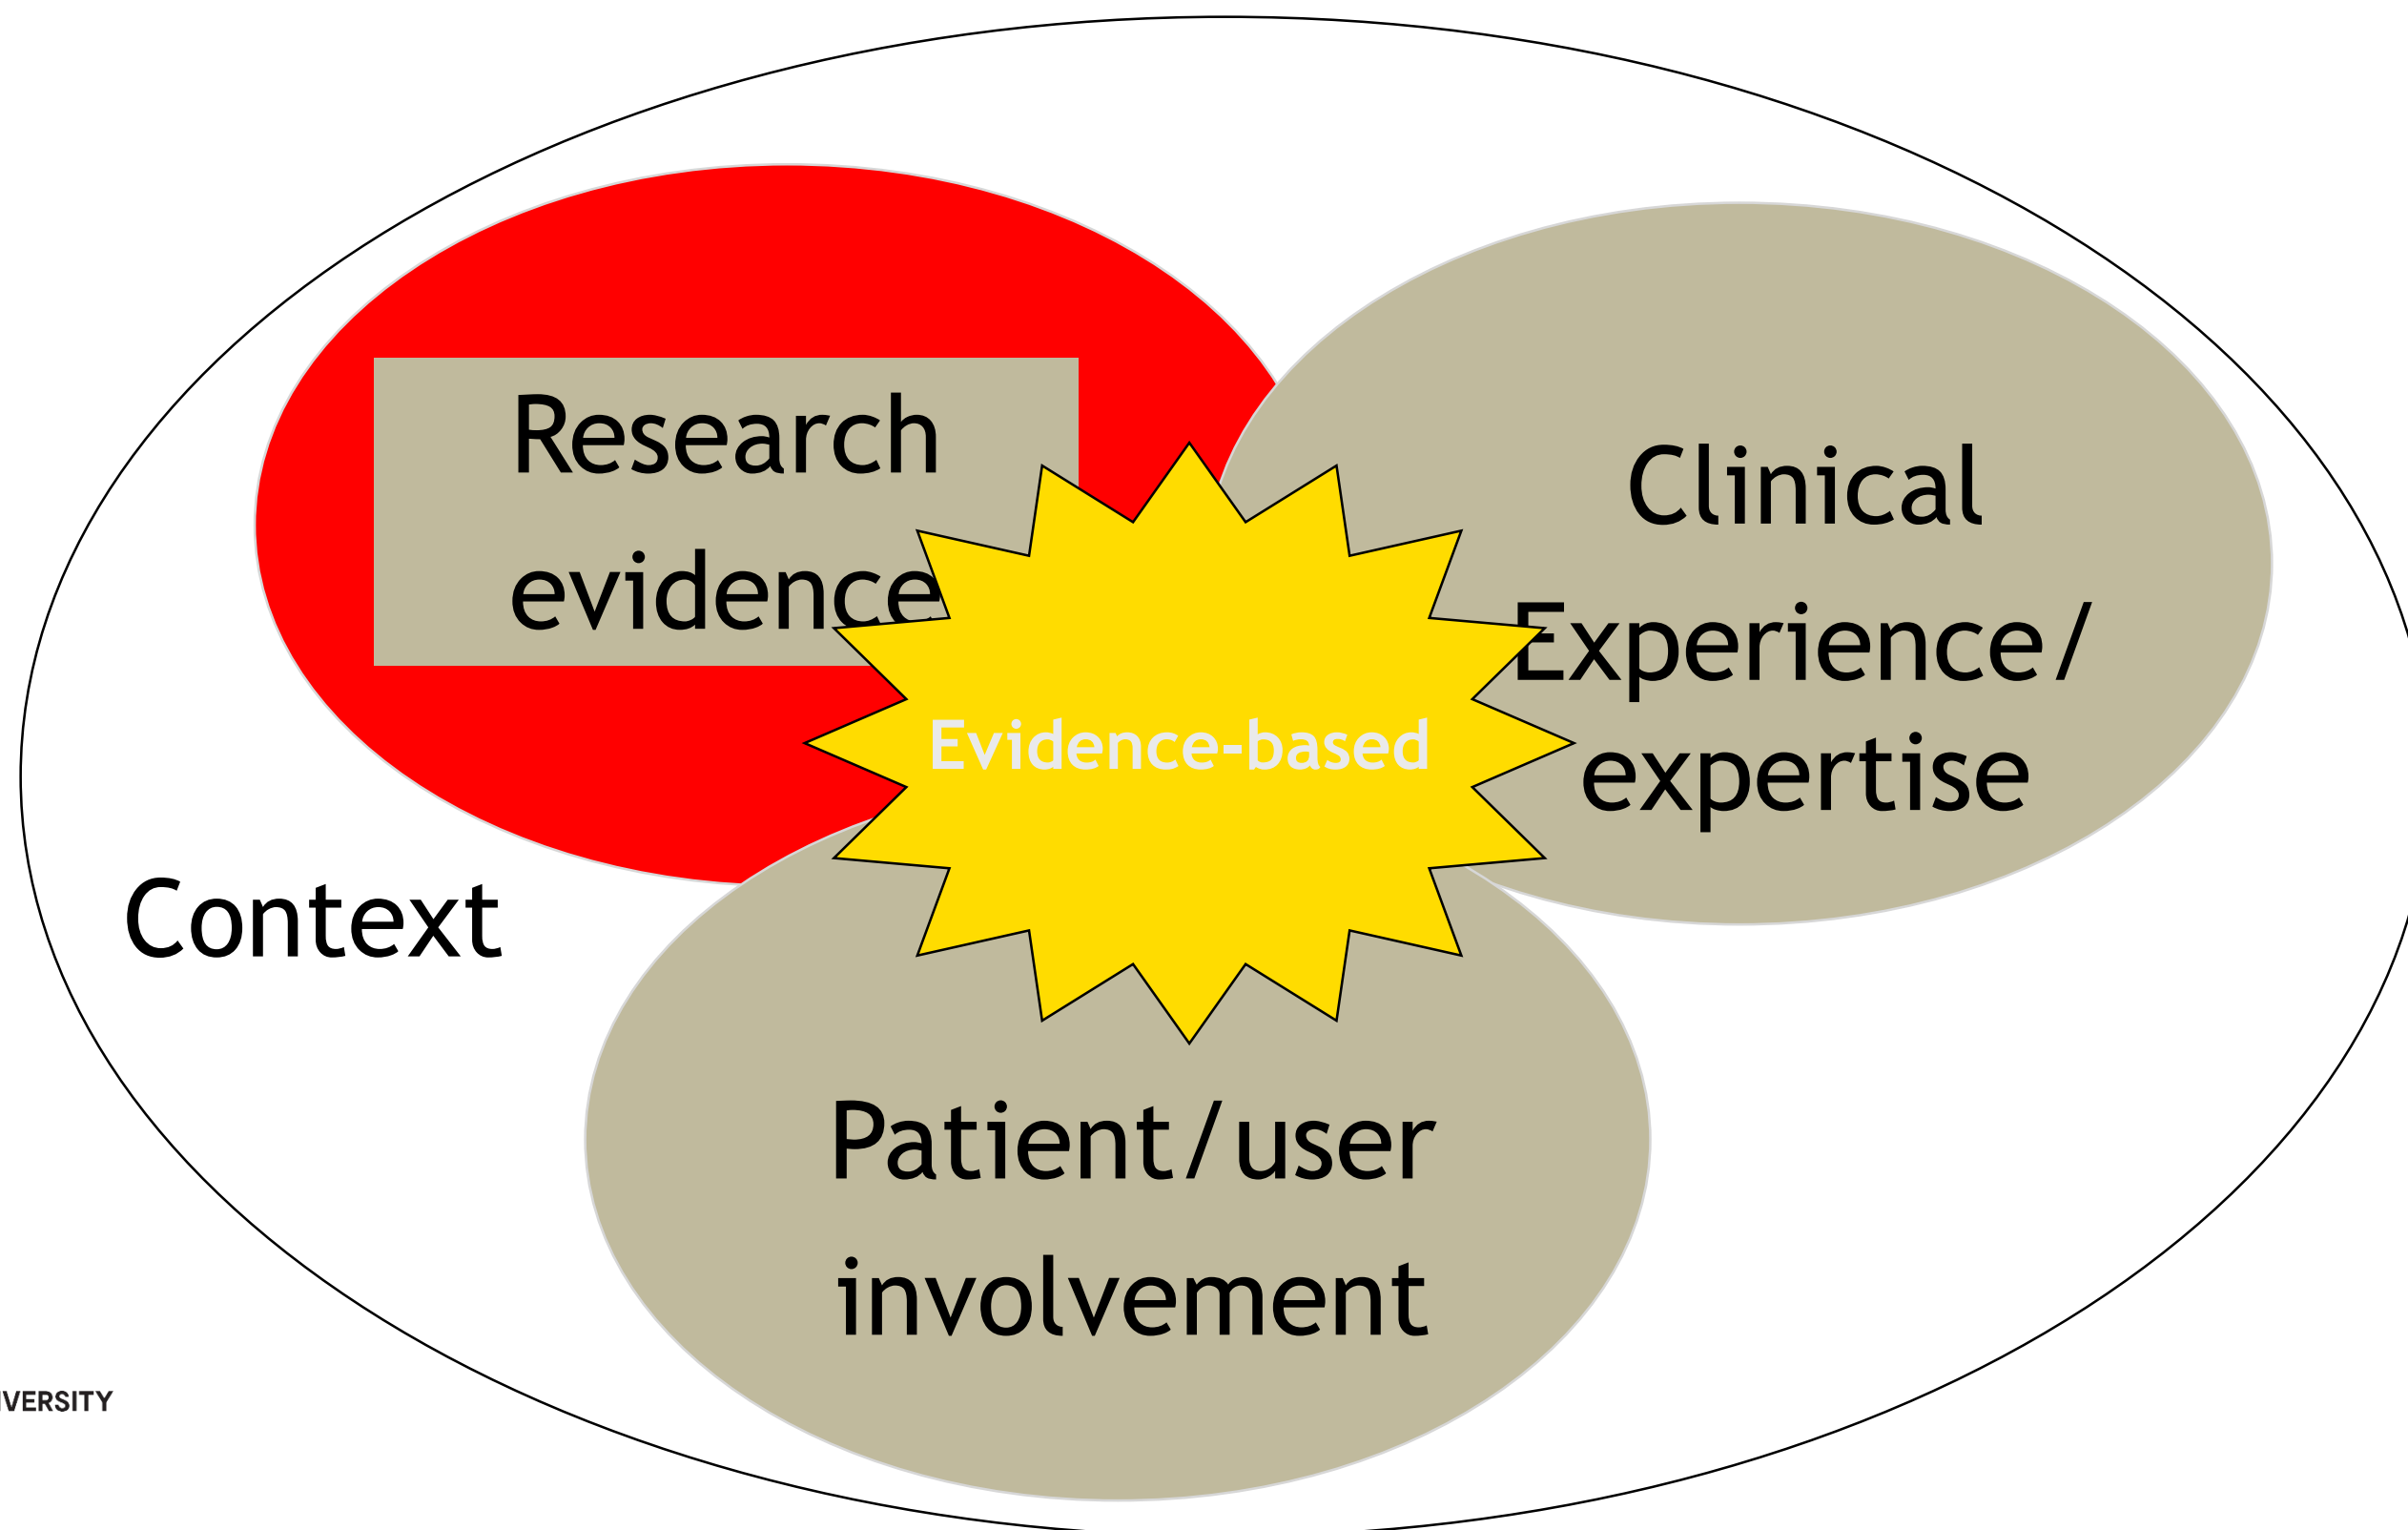 Research
evidence
Clinical
Experience/
expertise
Evidence-based
Context
Patient/user
involvement
VERSITY